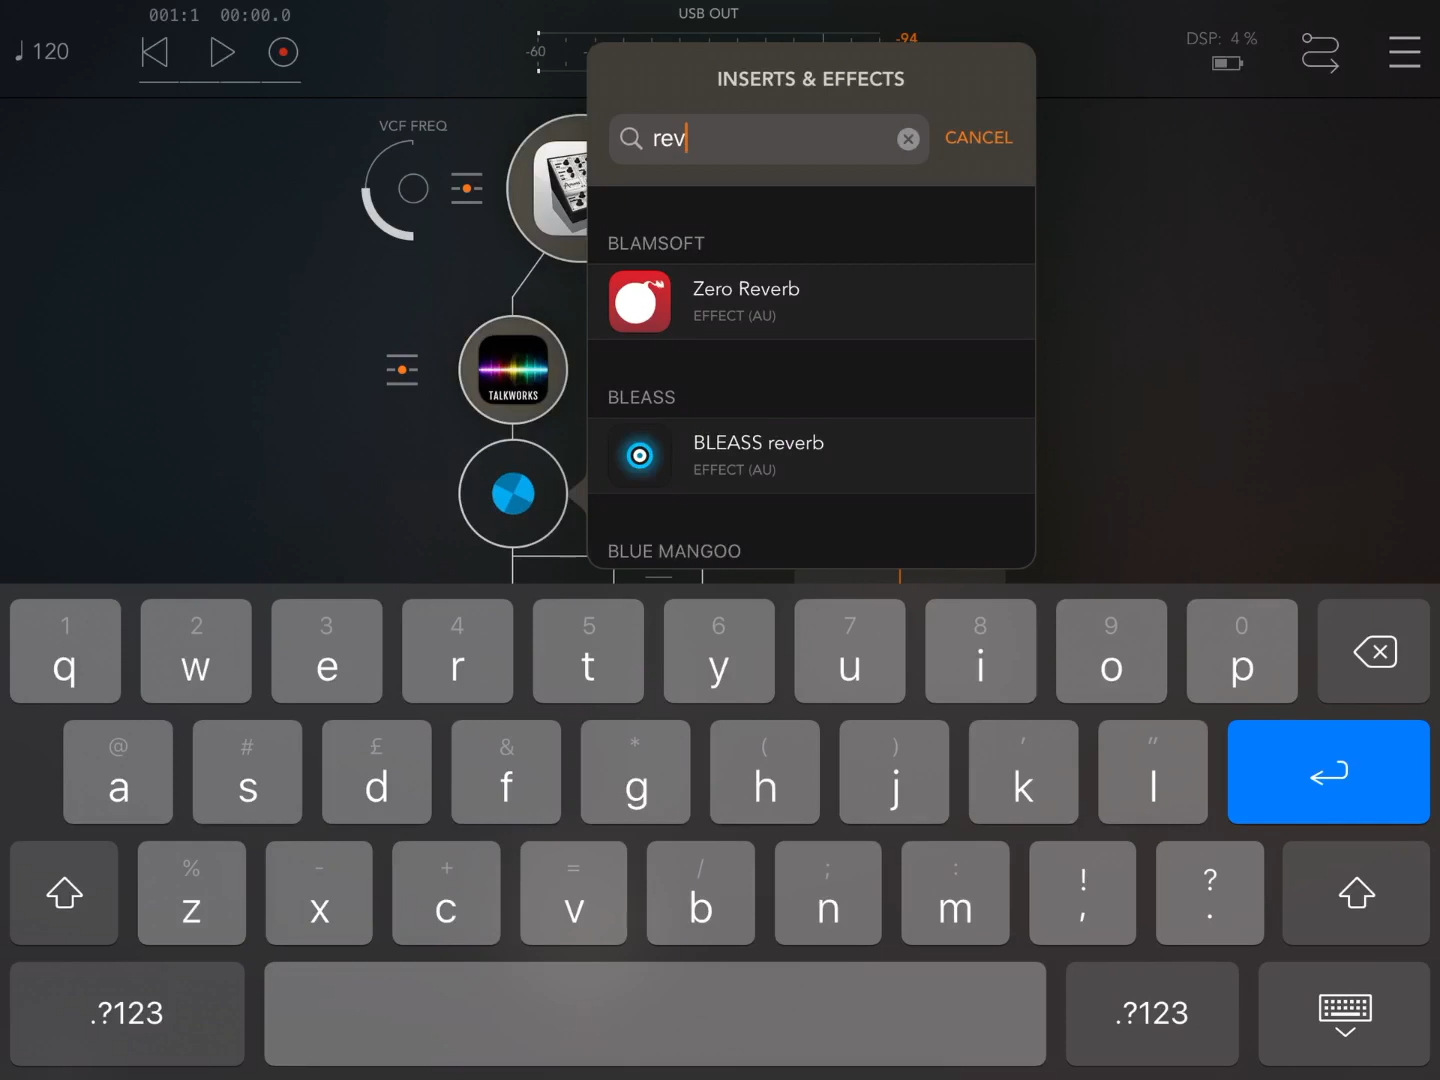 001:1 00:00.0
USB OUT
♩ 120
-60
-94
DSP: 4 %
INSERTS & EFFECTS
rev
CANCEL
VCF FREQ
BLAMSOFT
Zero Reverb
EFFECT (AU)
TALKWORKS
BLEASS
BLEASS reverb
EFFECT (AU)
BLUE MANGOO
1 2 3 4 5 6 7 8 9 0
q w e r t y u i o p
@ # £ & * ( ) ' "
a s d f g h j k l
% - + = / ; : ! ?
z x c v b n m , .
.?123 .?123